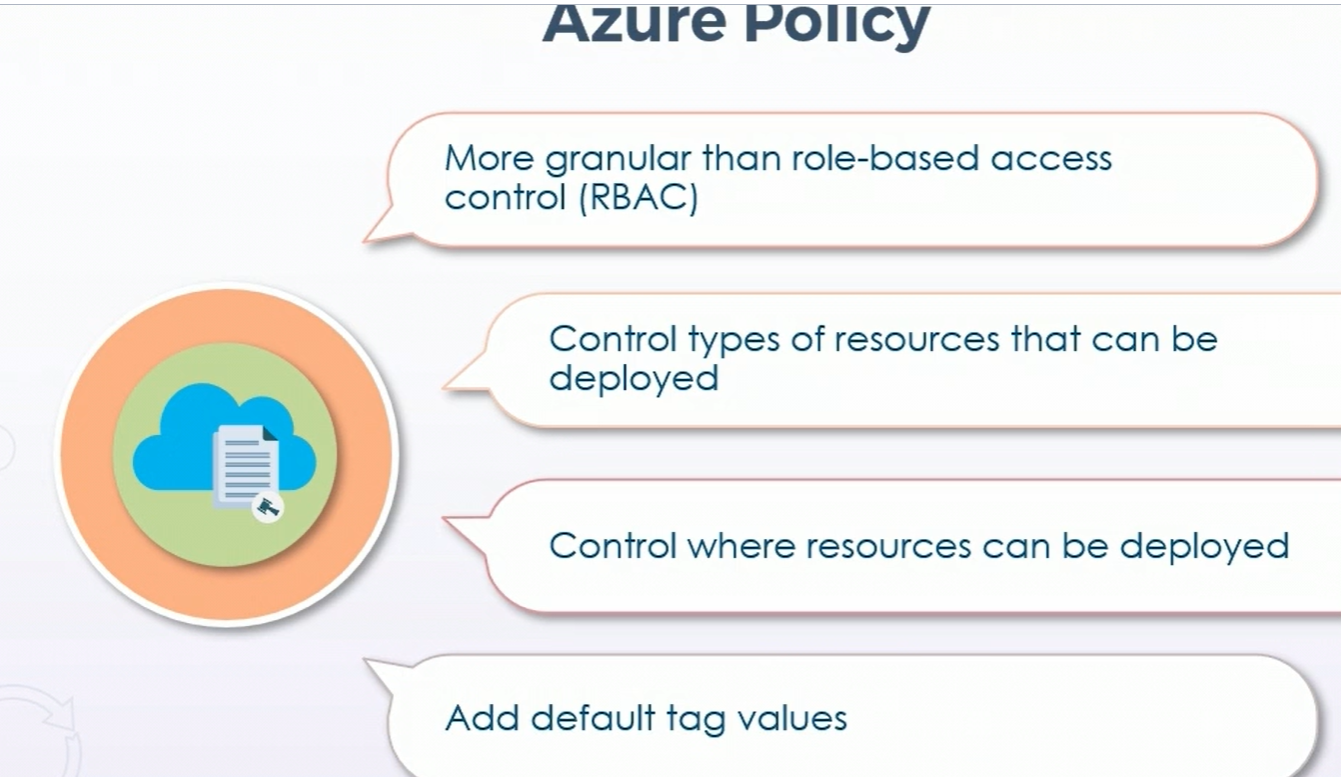 Azure Policy
More granular than role-based access
control (RBAC)
Control types of resources that can be
deployed
Control where resources can be deployed
Add default tag values